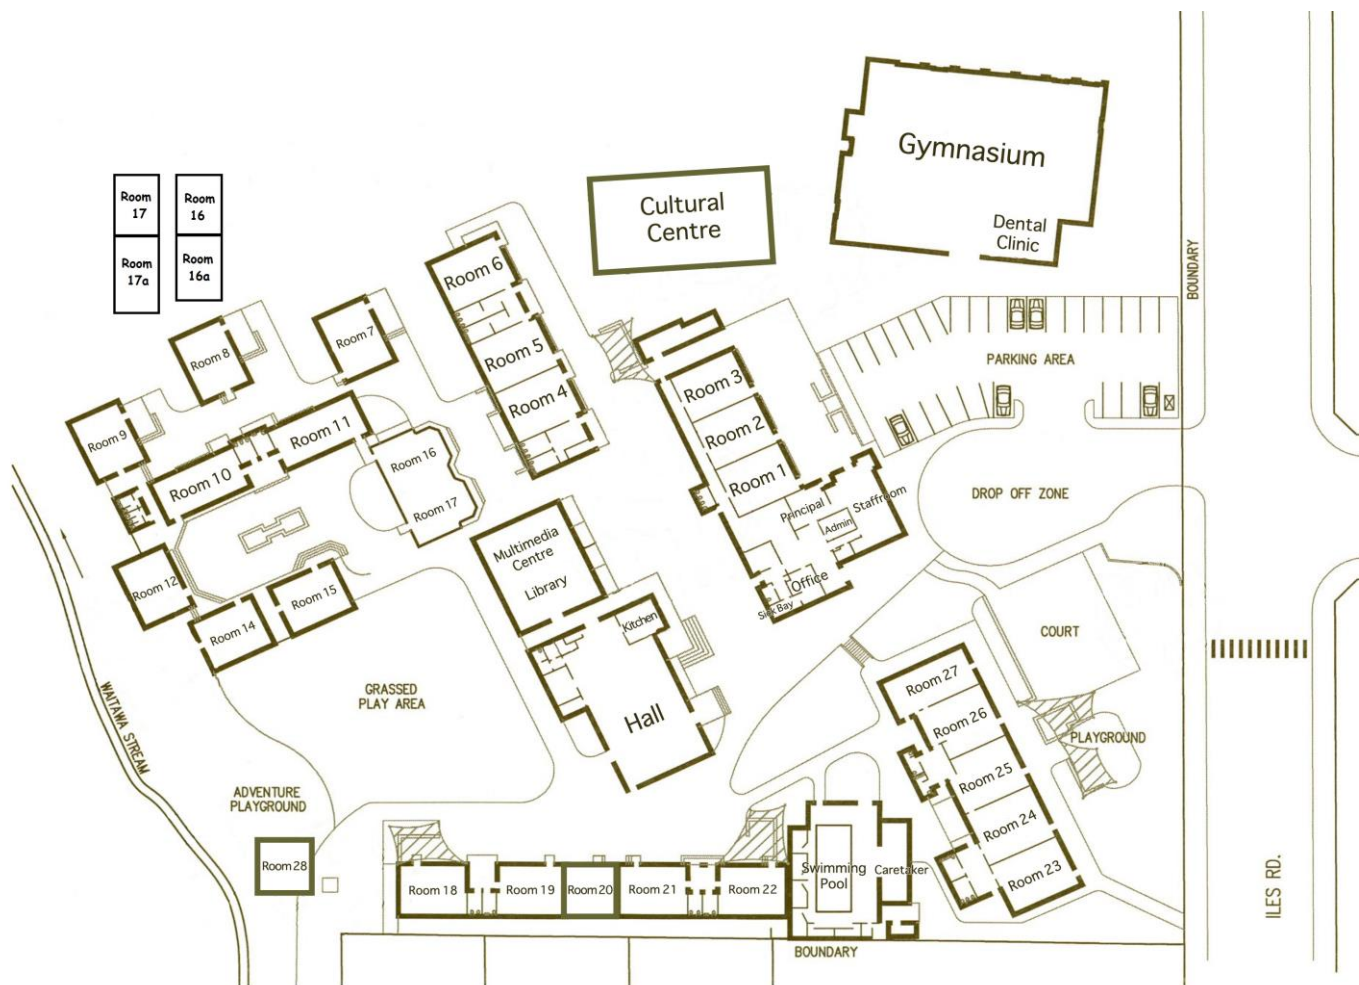 Gymnasium
Dental
Clinic
Cultural
Centre
Room
17
Room
16
Room
17a
Room
16a
BOUNDARY
Room 6
Room 5
Room 4
Room 7
Room 8
Room 9
Room 11
Room 10
Room 16
Room 17
Room 3
Room 2
Room 1
PARKING AREA
DROP OFF ZONE
Principal
Staffroom
Admin
Office
Sick Bay
Multimedia
Centre
Library
Kitchen
Hall
Room 12
Room 14
Room 15
GRASSED
PLAY AREA
WAITAWA STREAM
ADVENTURE
PLAYGROUND
COURT
PLAYGROUND
Room 27
Room 26
Room 25
Room 24
Room 23
Room 28
Room 18
Room 19
Room 20
Room 21
Room 22
Swimming
Pool
Caretaker
BOUNDARY
ILES RD.